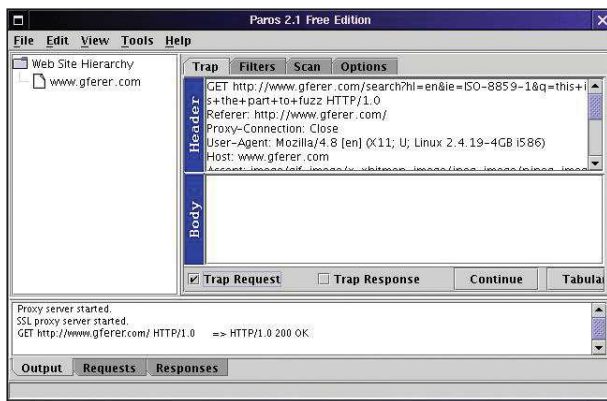 Paros 2.1 Free Edition
File Edit View Tools Help
Web Site Hierarchy
www.gferer.com
Trap Filters Scan Options
Header
GET http://www.gferer.com/search?hl=en&ie=ISO-8859-1&q=this+i
s+the+part+to+fuzz HTTP/1.0
Referer: http://www.gferer.com/
Proxy-Connection: Close
User-Agent: Mozilla/4.8 [en] (X11; U; Linux 2.4.19-4GB i586)
Host: www.gferer.com
Body
Trap Request Trap Response Continue Tabular
Proxy server started.
SSL proxy server started.
GET http://www.gferer.com/ HTTP/1.0 => HTTP/1.0 200 OK
Output Requests Responses